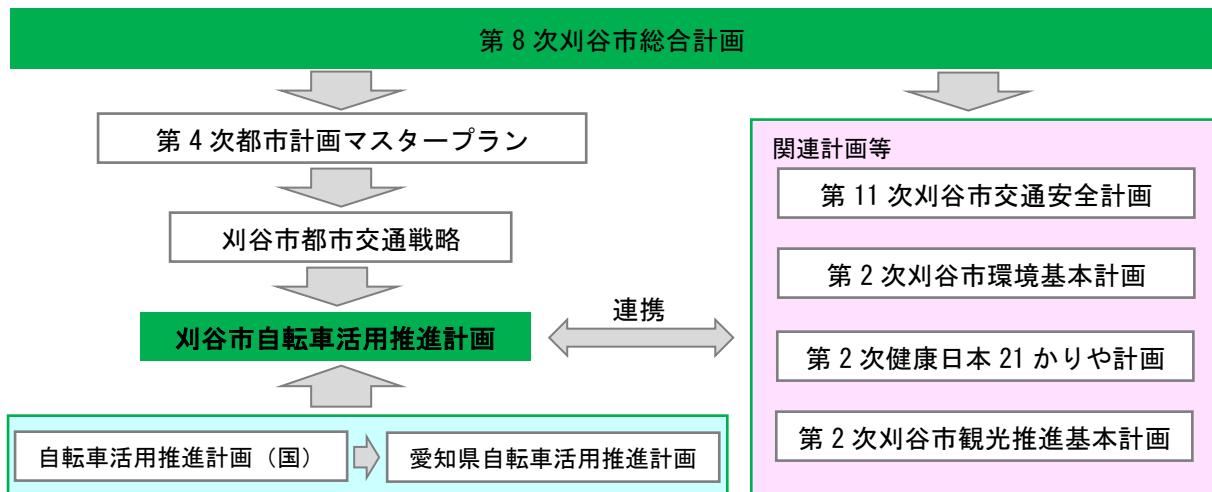 第8次刈谷市総合計画
第4次都市計画マスタープラン
刈谷市都市交通戦略
刈谷市自転車活用推進計画
連携
自転車活用推進計画（国）
愛知県自転車活用推進計画
関連計画等
第11次刈谷市交通安全計画
第2次刈谷市環境基本計画
第2次健康日本21かりや計画
第2次刈谷市観光推進基本計画